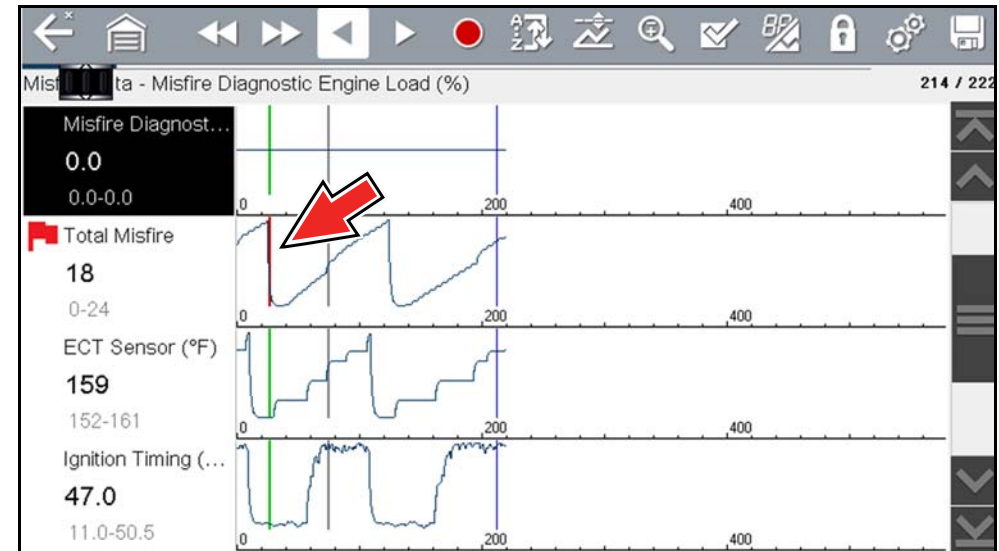 Misf ta - Misfire Diagnostic Engine Load (%) 214 / 222
Misfire Diagnost...
0.0
0.0-0.0
0 200 400
Total Misfire
18
0-24
0 200 400
ECT Sensor (°F)
159
152-161
0 200 400
Ignition Timing (...
47.0
11.0-50.5
0 200 400